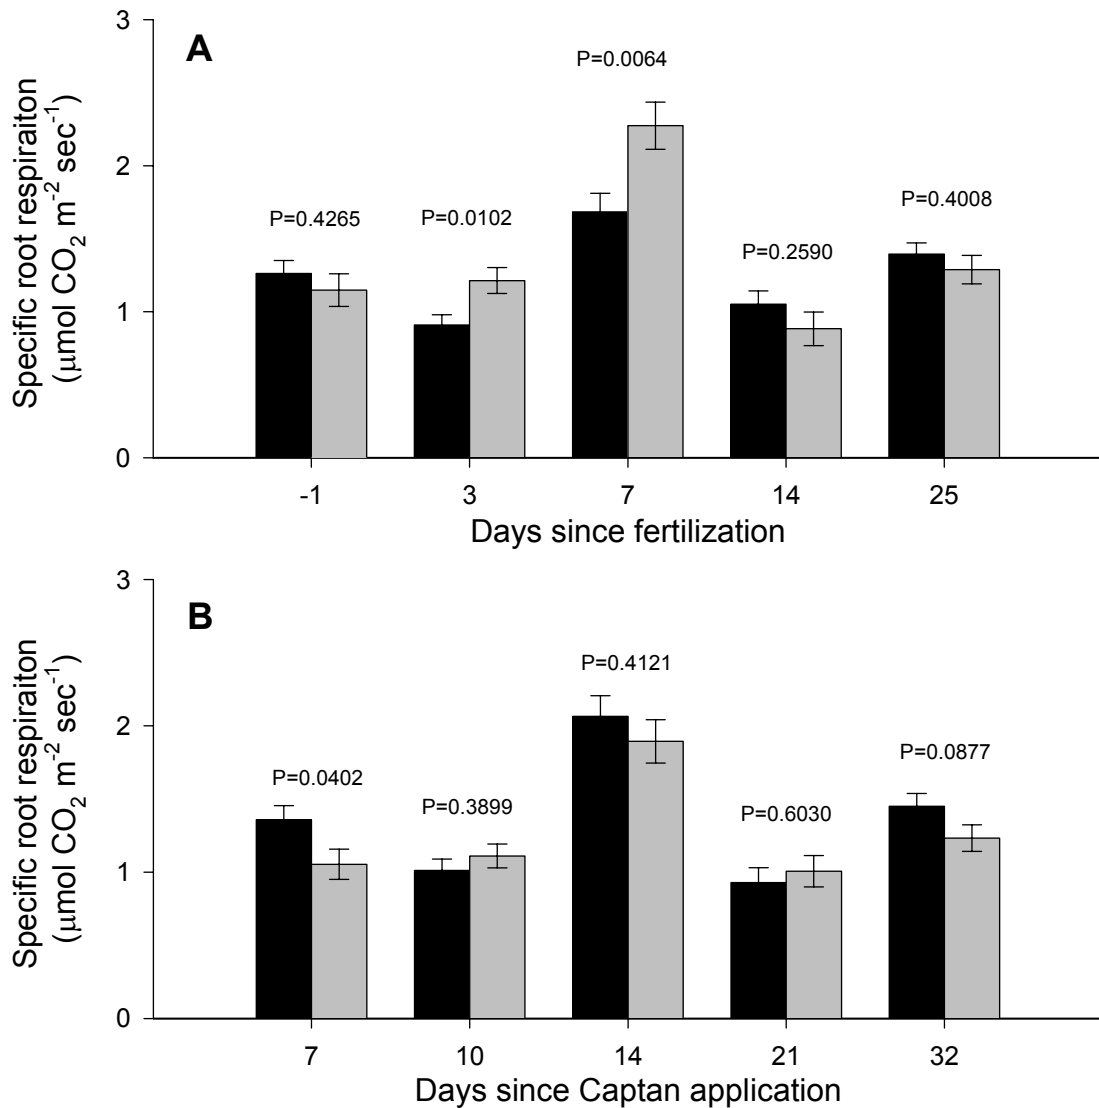 3
A
P=0.0064
2
P=0.4265
P=0.0102
P=0.2590
P=0.4008
1
0
Specific root respiraiton
(μmol CO₂ m⁻² sec⁻¹)
-1 3 7 14 25
Days since fertilization
3
B
P=0.4121
2
P=0.0402
P=0.3899
P=0.6030
P=0.0877
1
0
Specific root respiraiton
(μmol CO₂ m⁻² sec⁻¹)
7 10 14 21 32
Days since Captan application